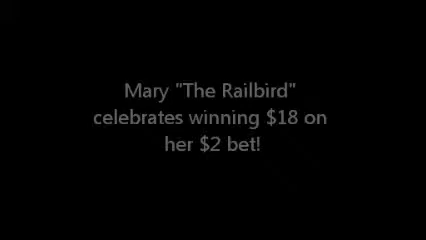 Mary "The Railbird"
celebrates winning $18 on
her $2 bet!